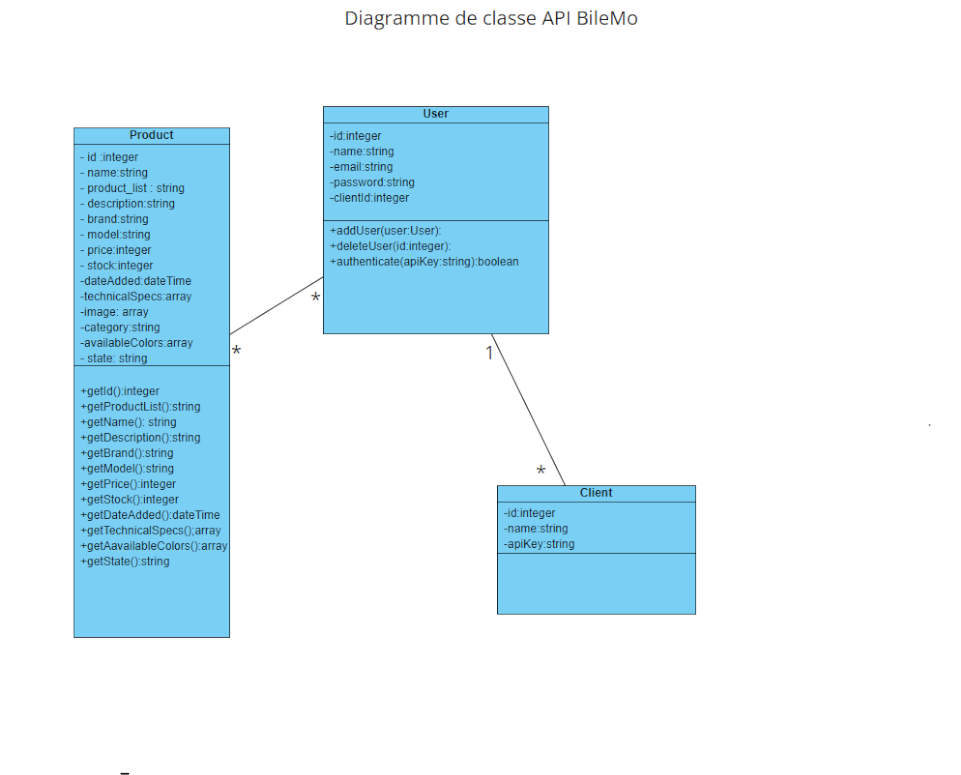 Diagramme de classe API BileMo
Product
- id :integer
- name:string
- product_list : string
- description:string
- brand:string
- model:string
- price:integer
- stock:integer
-dateAdded:dateTime
-technicalSpecs:array
-image: array
-category:string
-availableColors:array
- state: string
+getId():integer
+getProductList():string
+getName(): string
+getDescription():string
+getBrand():string
+getModel():string
+getPrice():integer
+getStock():integer
+getDateAdded():dateTime
+getTechnicalSpecs();array
+getAavailableColors():array
+getState():string
*
*
User
-id:integer
-name:string
-email:string
-password:string
-clientId:integer
+addUser(user:User):
+deleteUser(id:integer):
+authenticate(apiKey:string):boolean
1
*
Client
-id:integer
-name:string
-apiKey:string